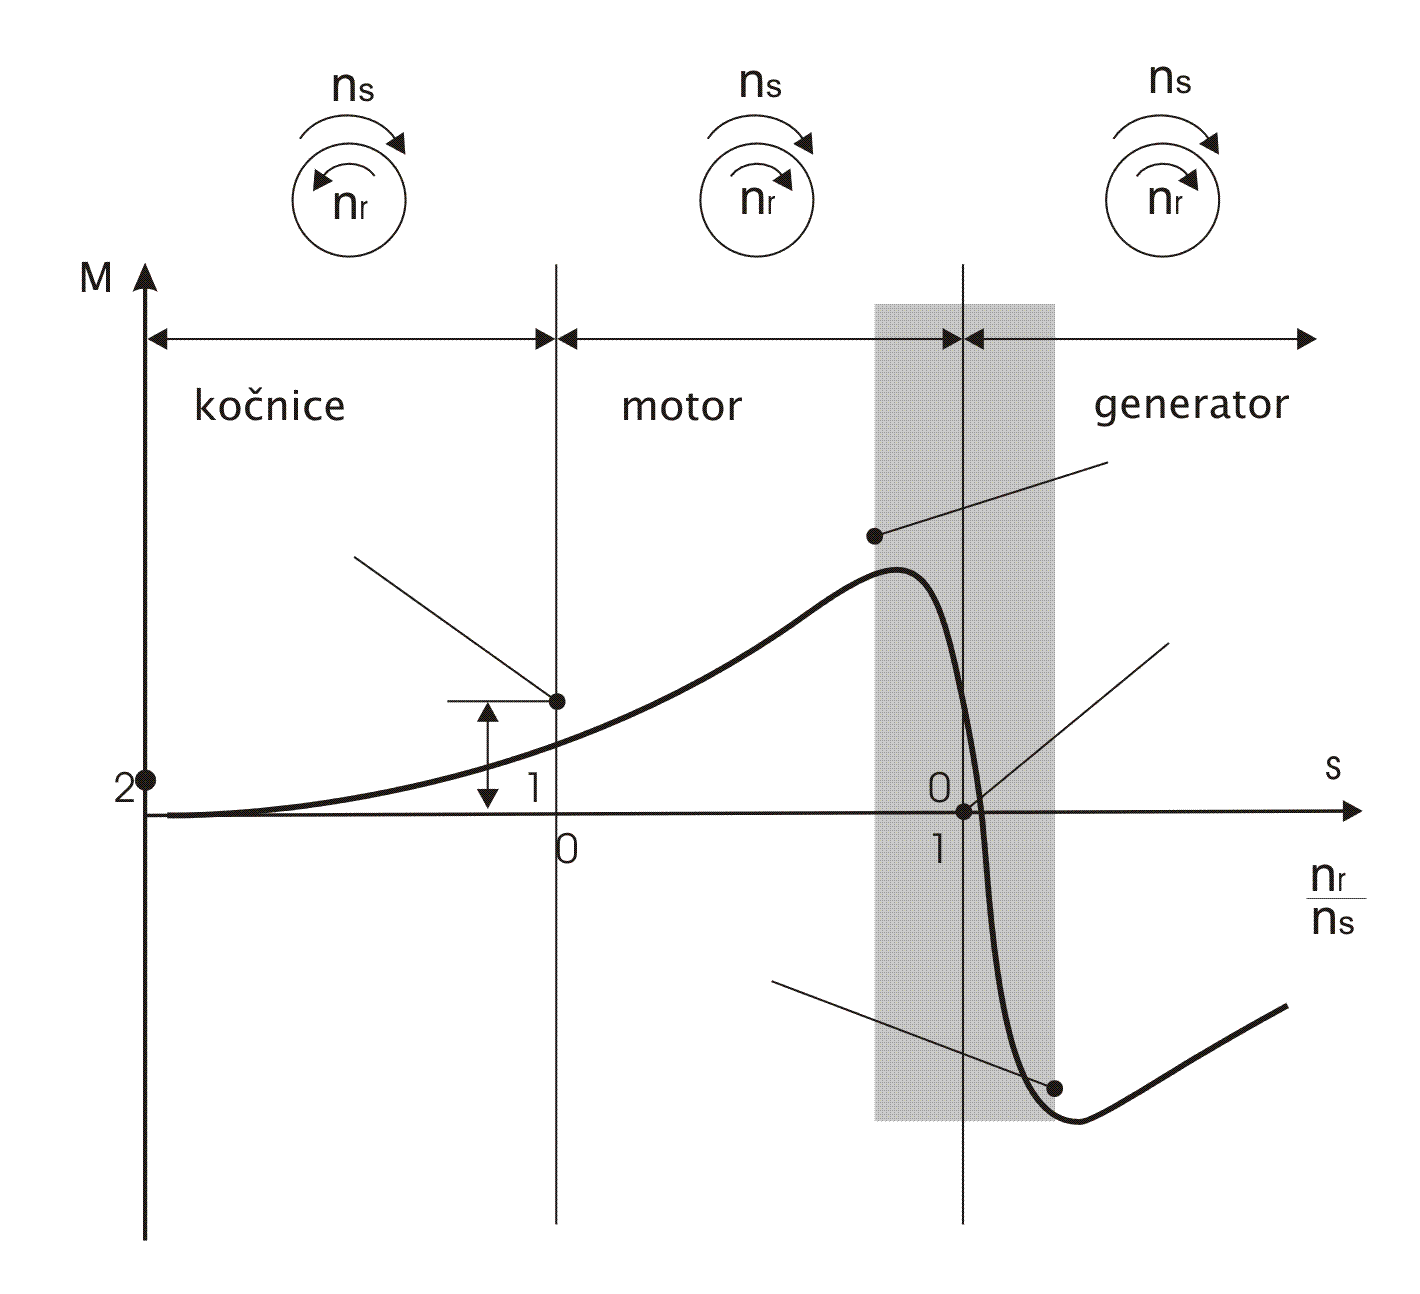 ns ns ns
nr nr nr
M
kočnice motor generator
2 1 0 s
0 1
nr
ns